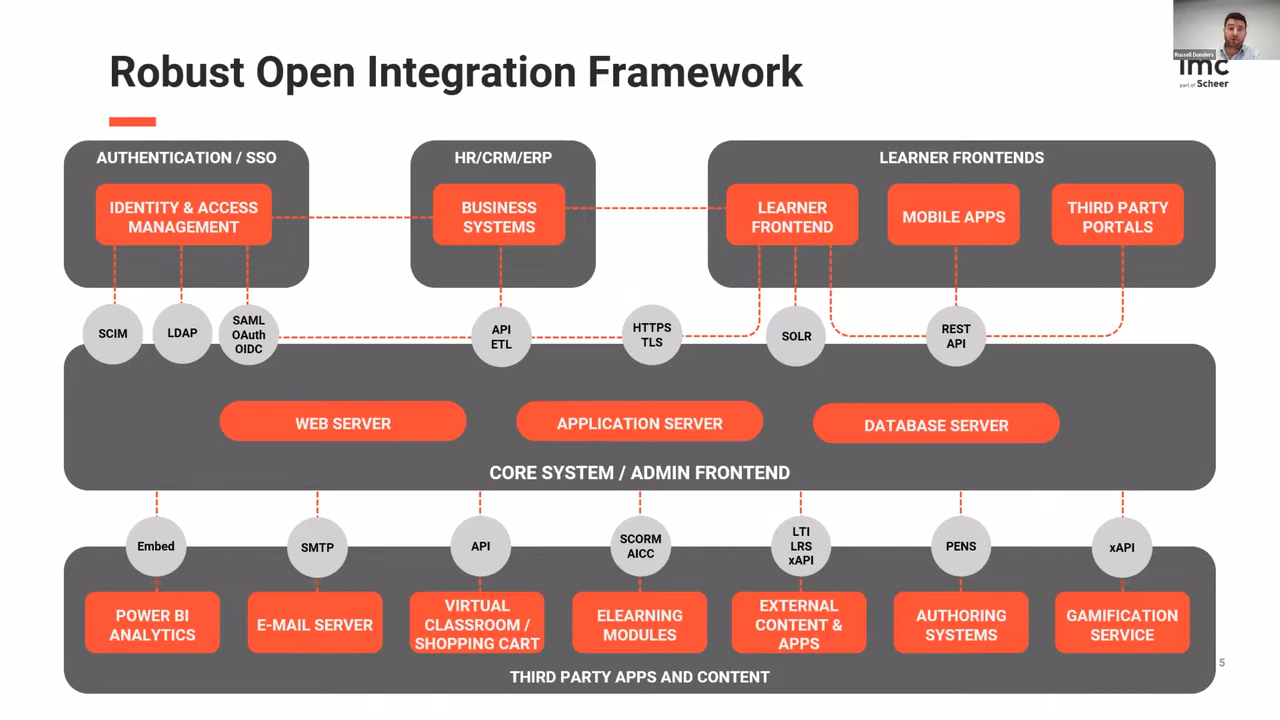 Robust Open Integration Framework
Russell Donders
imc
part of Scheer
AUTHENTICATION / SSO
IDENTITY & ACCESS
MANAGEMENT
HR/CRM/ERP
BUSINESS
SYSTEMS
LEARNER FRONTENDS
LEARNER
FRONTEND
MOBILE APPS
THIRD PARTY
PORTALS
SCIM
LDAP
SAML
OAuth
OIDC
API
ETL
HTTPS
TLS
SOLR
REST
API
WEB SERVER
APPLICATION SERVER
DATABASE SERVER
CORE SYSTEM / ADMIN FRONTEND
Embed
SMTP
API
SCORM
AICC
LTI
LRS
xAPI
PENS
xAPI
POWER BI
ANALYTICS
E-MAIL SERVER
VIRTUAL
CLASSROOM /
SHOPPING CART
ELEARNING
MODULES
EXTERNAL
CONTENT &
APPS
AUTHORING
SYSTEMS
GAMIFICATION
SERVICE
THIRD PARTY APPS AND CONTENT
5